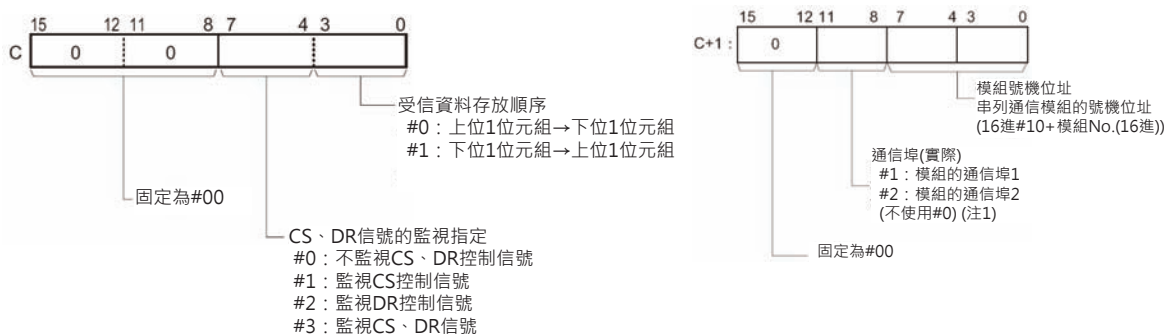 15 12 11 8 7 4 3 0
C 0 0
受信資料存放順序
#0：上位1位元組→下位1位元組
#1：下位1位元組→上位1位元組
固定為#00
CS、DR信號的監視指定
#0：不監視CS、DR控制信號
#1：監視CS控制信號
#2：監視DR控制信號
#3：監視CS、DR信號
15 12 11 8 7 4 3 0
C+1： 0
模組號機位址
串列通信模組的號機位址
(16進#10+模組No.(16進))
通信埠(實際)
#1：模組的通信埠1
#2：模組的通信埠2
(不使用#0) (注1)
固定為#00